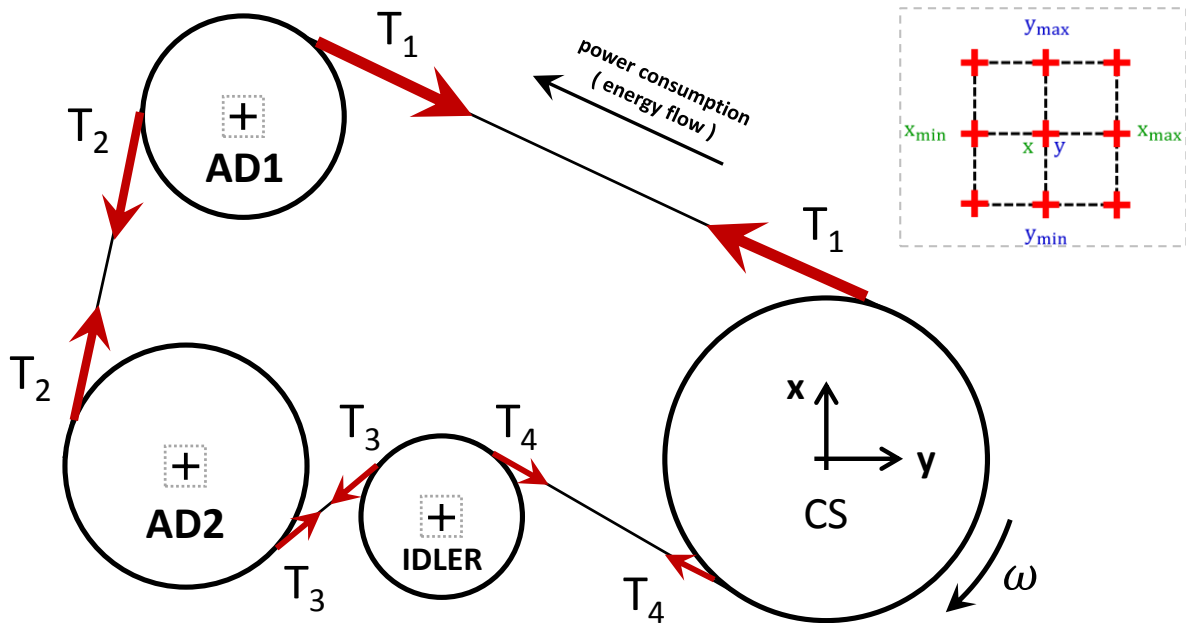 T1
power consumption
( energy flow )
ymax
xmin
x
y
xmax
ymin
T2
AD1
T1
T2
x
y
CS
T3
T4
AD2
IDLER
T3
T4
ω